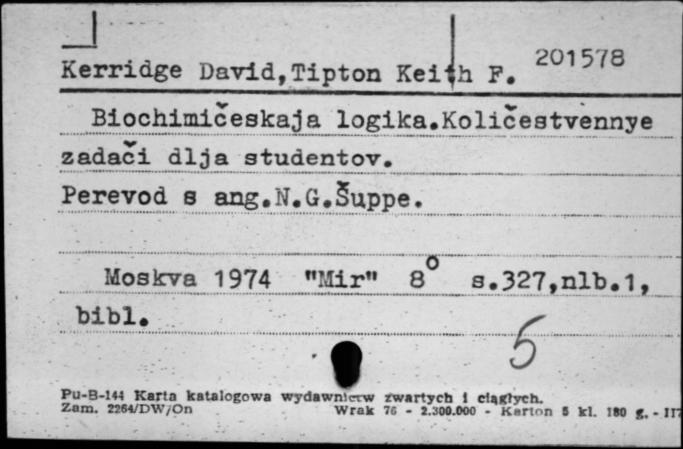 201578
Kerridge David,Tipton Keith F.
Biochimičeskaja logika.Količestvennye
zadači dlja studentov.
Perevod s ang.N.G.Šuppe.
Moskva 1974 "Mir" 8° s.327,nlb.1,
bibl.
5
Pu-B-144 Karta katalogowa wydawnictw zwartych i ciągłych.
Zam. 2264/DW/On Wrak 76 - 2.300.000 - Karton 5 kl. 180 g. - 117